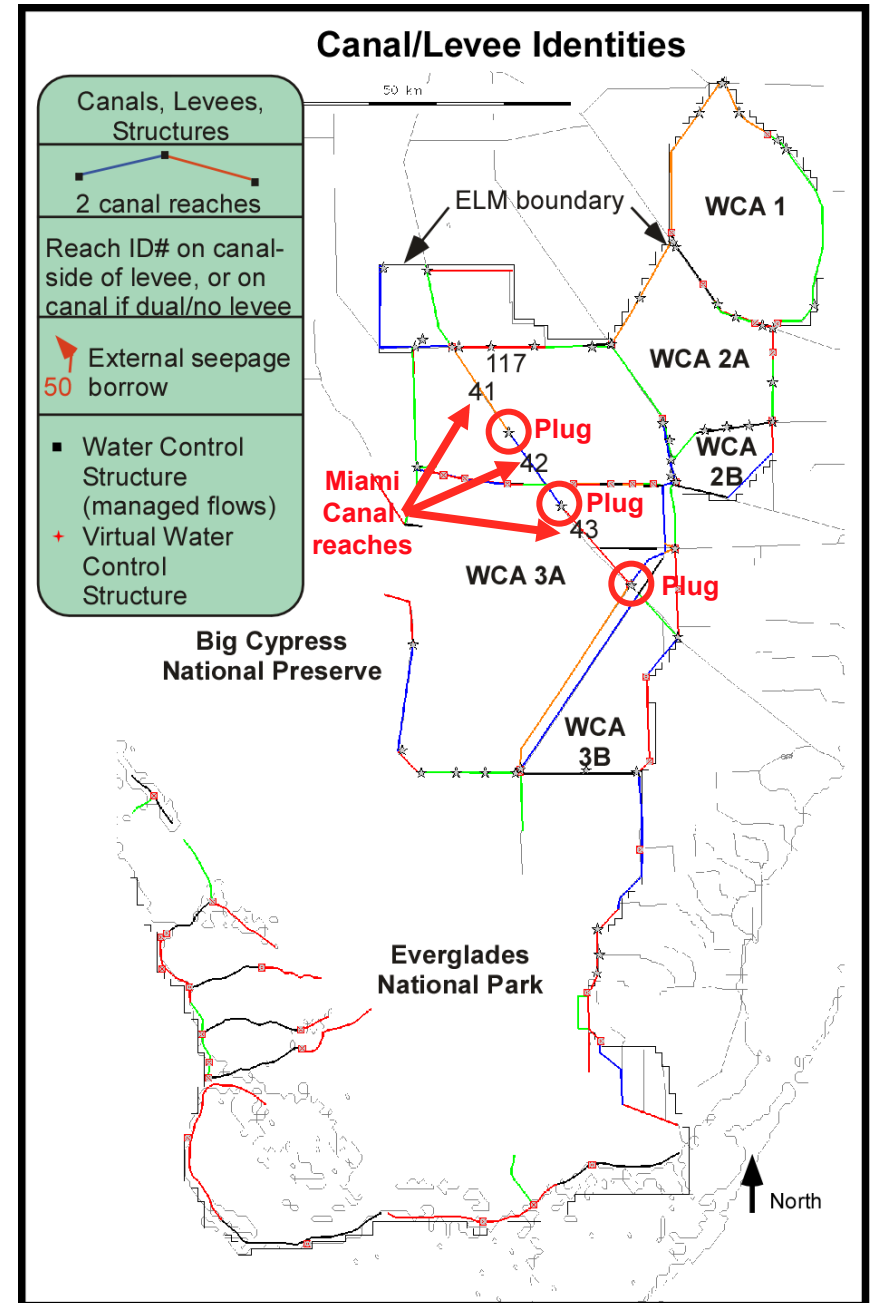 Canal/Levee Identities
Canals, Levees,
Structures
2 canal reaches
Reach ID# on canal-
side of levee, or on
canal if dual/no levee
50
External seepage
borrow
Water Control
Structure
(managed flows)
Virtual Water
Control
Structure
50 km
ELM boundary
WCA 1
WCA 2A
117
41
Plug
WCA
2B
42
Miami
Canal
reaches
Plug
43
WCA 3A
Plug
Big Cypress
National Preserve
WCA
3B
Everglades
National Park
North